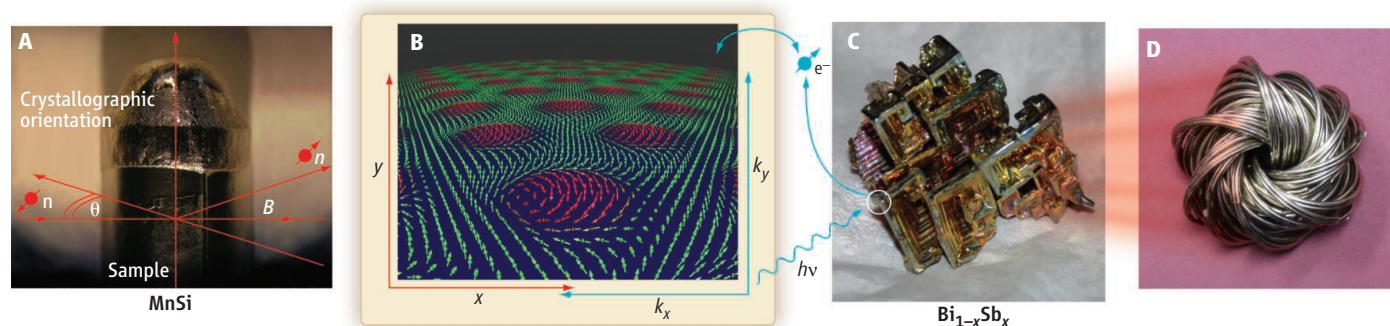 A
Crystallographic
orientation
n
n
θ
B
Sample
MnSi
B
y
x
k_y
k_x
e⁻
hν
C
Bi₁₋ₓSbₓ
D